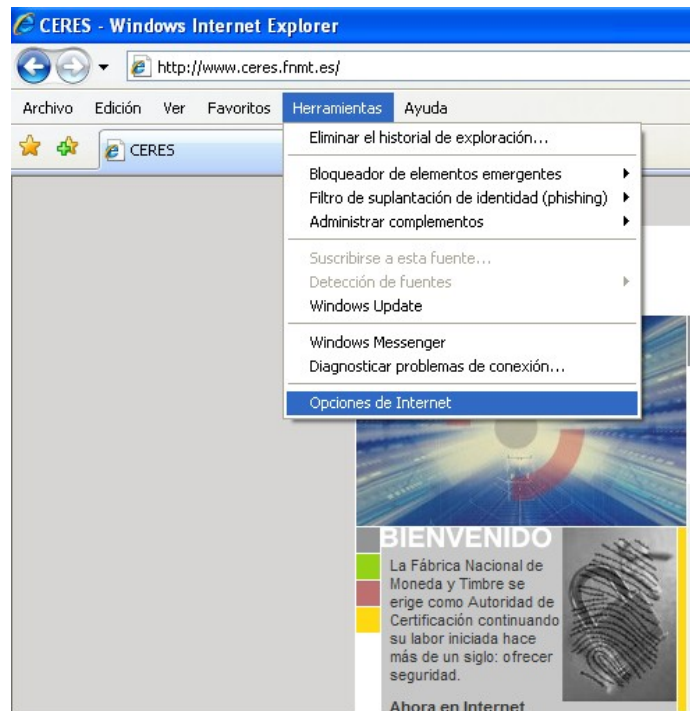 CERES - Windows Internet Explorer
http://www.ceres.fnmt.es/
Archivo Edición Ver Favoritos Herramientas Ayuda
CERES
Eliminar el historial de exploración...
Bloqueador de elementos emergentes
Filtro de suplantación de identidad (phishing)
Administrar complementos
Suscribirse a esta fuente...
Detección de fuentes
Windows Update
Windows Messenger
Diagnosticar problemas de conexión...
Opciones de Internet
BIENVENIDO
La Fábrica Nacional de
Moneda y Timbre se
erige como Autoridad de
Certificación continuando
su labor iniciada hace
más de un siglo: ofrecer
seguridad.
Ahora en Internet